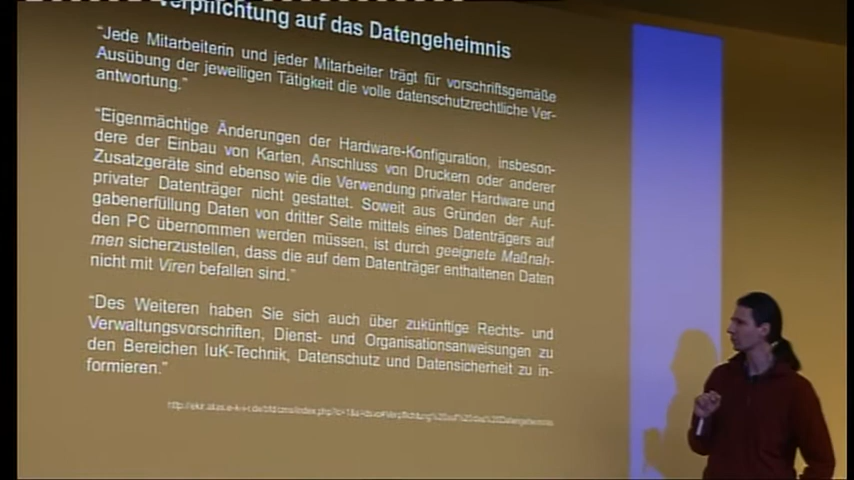 Verpflichtung auf das Datengeheimnis
“Jede Mitarbeiterin und jeder Mitarbeiter trägt für vorschriftsgemäße
Ausübung der jeweiligen Tätigkeit die volle datenschutzrechtliche Ver-
antwortung.”
“Eigenmächtige Änderungen der Hardware-Konfiguration, insbeson-
dere der Einbau von Karten, Anschluss von Druckern oder anderer
Zusatzgeräte sind ebenso wie die Verwendung privater Hardware und
privater Datenträger nicht gestattet. Soweit aus Gründen der Auf-
gabenerfüllung Daten von dritter Seite mittels eines Datenträgers auf
den PC übernommen werden müssen, ist durch geeignete Maßnah-
men sicherzustellen, dass die auf dem Datenträger enthaltenen Daten
nicht mit Viren befallen sind.”
“Des Weiteren haben Sie sich auch über zukünftige Rechts- und
Verwaltungsvorschriften, Dienst- und Organisationsanweisungen zu
den Bereichen IuK-Technik, Datenschutz und Datensicherheit zu in-
formieren.”